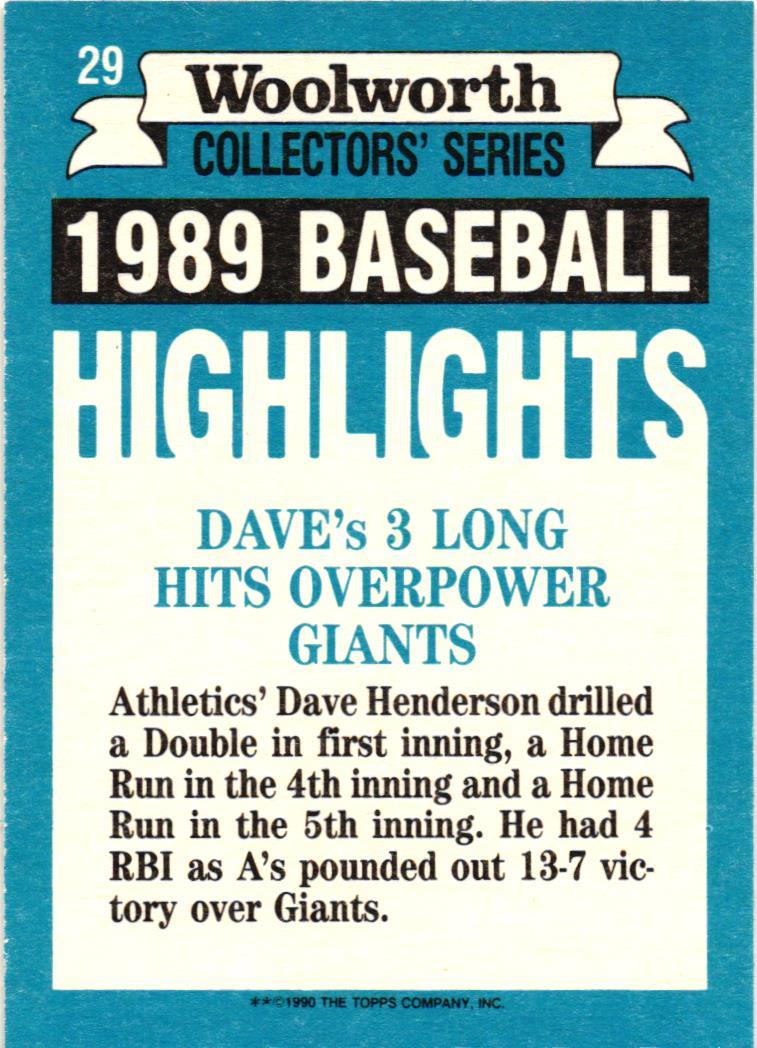 29
Woolworth
COLLECTORS' SERIES
1989 BASEBALL
HIGHLIGHTS
DAVE's 3 LONG
HITS OVERPOWER
GIANTS
Athletics' Dave Henderson drilled
a Double in first inning, a Home
Run in the 4th inning and a Home
Run in the 5th inning. He had 4
RBI as A's pounded out 13-7 vic-
tory over Giants.
**©1990 THE TOPPS COMPANY, INC.